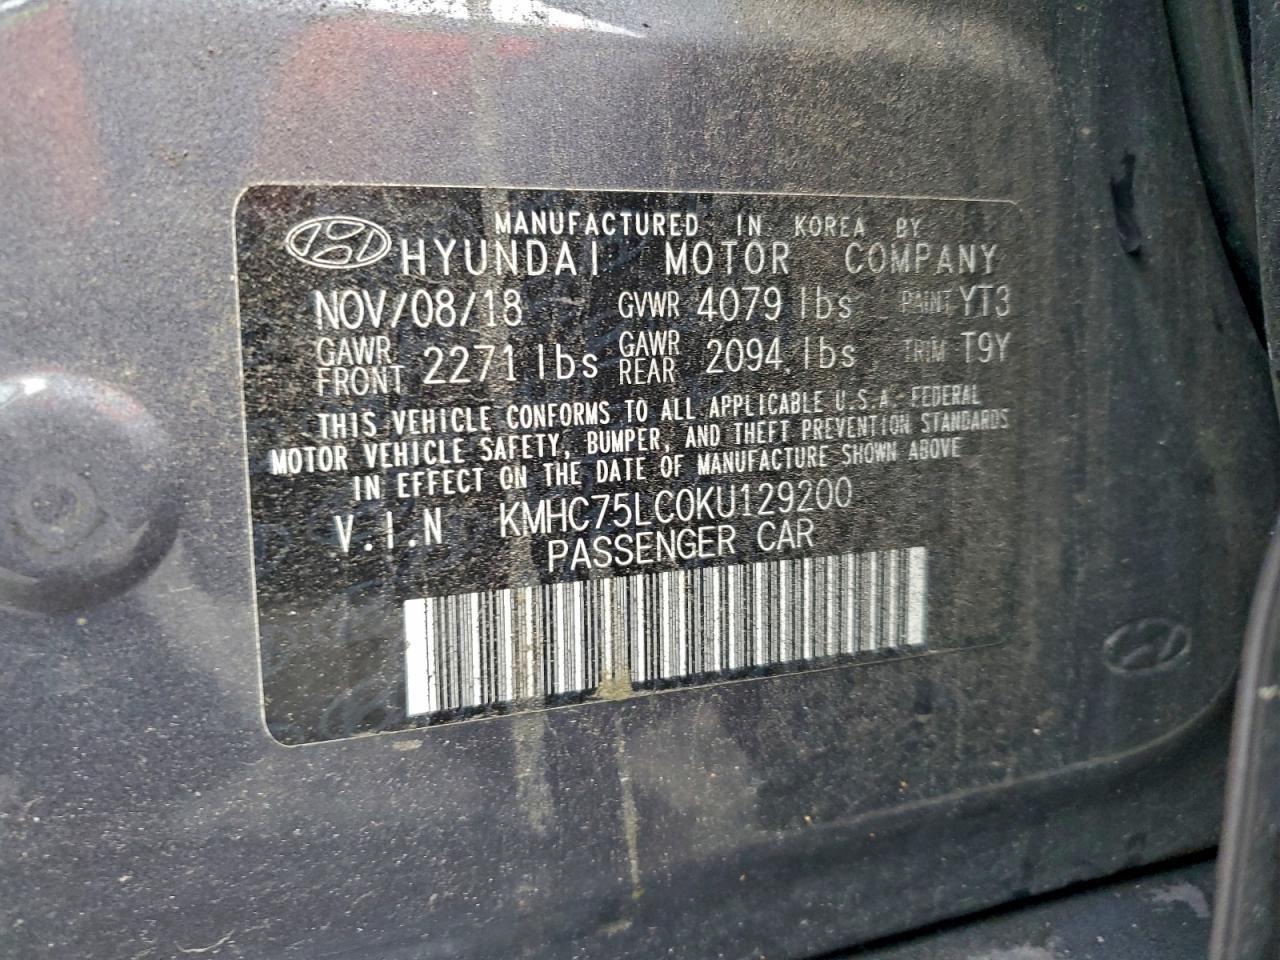 MANUFACTURED IN KOREA BY
HYUNDAI MOTOR COMPANY
NOV/08/18 GVWR 4079 lbs PAINT YT3
GAWR FRONT 2271 lbs GAWR REAR 2094 lbs TRIM T9Y
THIS VEHICLE CONFORMS TO ALL APPLICABLE U.S.A. FEDERAL
MOTOR VEHICLE SAFETY, BUMPER, AND THEFT PREVENTION STANDARDS
IN EFFECT ON THE DATE OF MANUFACTURE SHOWN ABOVE
V.I.N KMHC75LC0KU129200
PASSENGER CAR